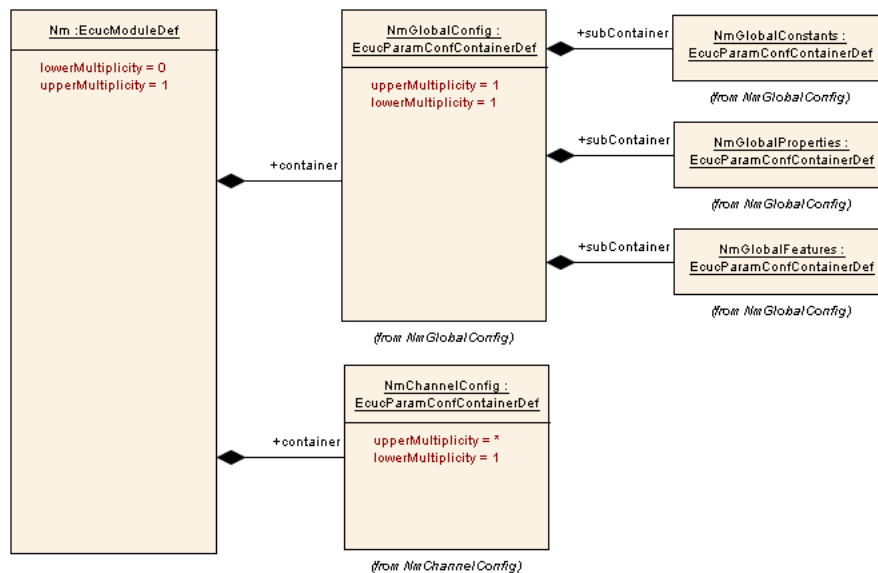 Nm :EcucModuleDef
lowerMultiplicity = 0
upperMultiplicity = 1
+container
+container
NmGlobalConfig :
EcucParamConfContainerDef
upperMultiplicity = 1
lowerMultiplicity = 1
(from NmGlobalConfig)
NmChannelConfig :
EcucParamConfContainerDef
upperMultiplicity = *
lowerMultiplicity = 1
(from NmChannelConfig)
+subContainer
NmGlobalConstants :
EcucParamConfContainerDef
(from NmGlobalConfig)
+subContainer
NmGlobalProperties :
EcucParamConfContainerDef
(from NmGlobalConfig)
+subContainer
NmGlobalFeatures :
EcucParamConfContainerDef
(from NmGlobalConfig)